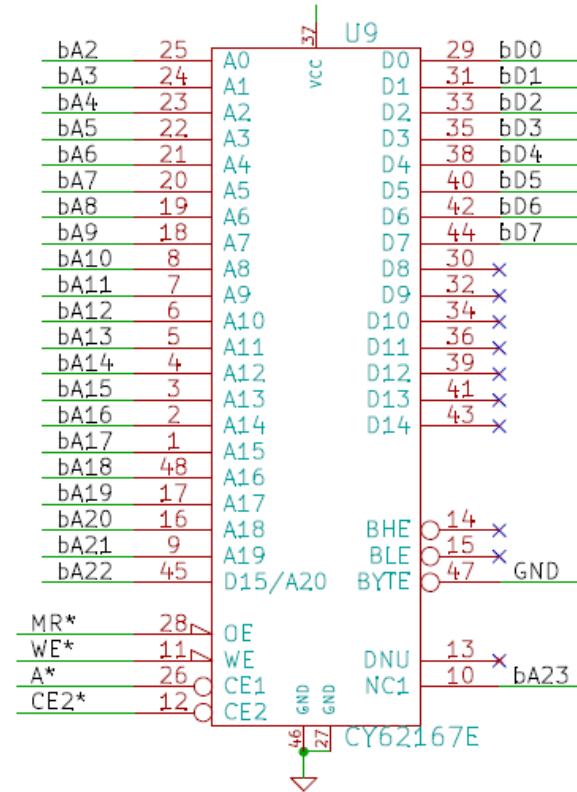 37 U9
VCC
bA2 25 A0 D0 29 bD0
bA3 24 A1 D1 31 bD1
bA4 23 A2 D2 33 bD2
bA5 22 A3 D3 35 bD3
bA6 21 A4 D4 38 bD4
bA7 20 A5 D5 40 bD5
bA8 19 A6 D6 42 bD6
bA9 18 A7 D7 44 bD7
bA10 8 A8 D8 30
bA11 7 A9 D9 32
bA12 6 A10 D10 34
bA13 5 A11 D11 36
bA14 4 A12 D12 39
bA15 3 A13 D13 41
bA16 2 A14 D14 43
bA17 1 A15
bA18 48 A16
bA19 17 A17
bA20 16 A18 BHE 14
bA21 9 A19 BLE 15
bA22 45 D15/A20 BYTE 47 GND
MR* 28 OE
WE* 11 WE DNU 13
A* 26 CE1 NC1 10 bA23
CE2* 12 CE2
GND GND
46 27 CY62167E